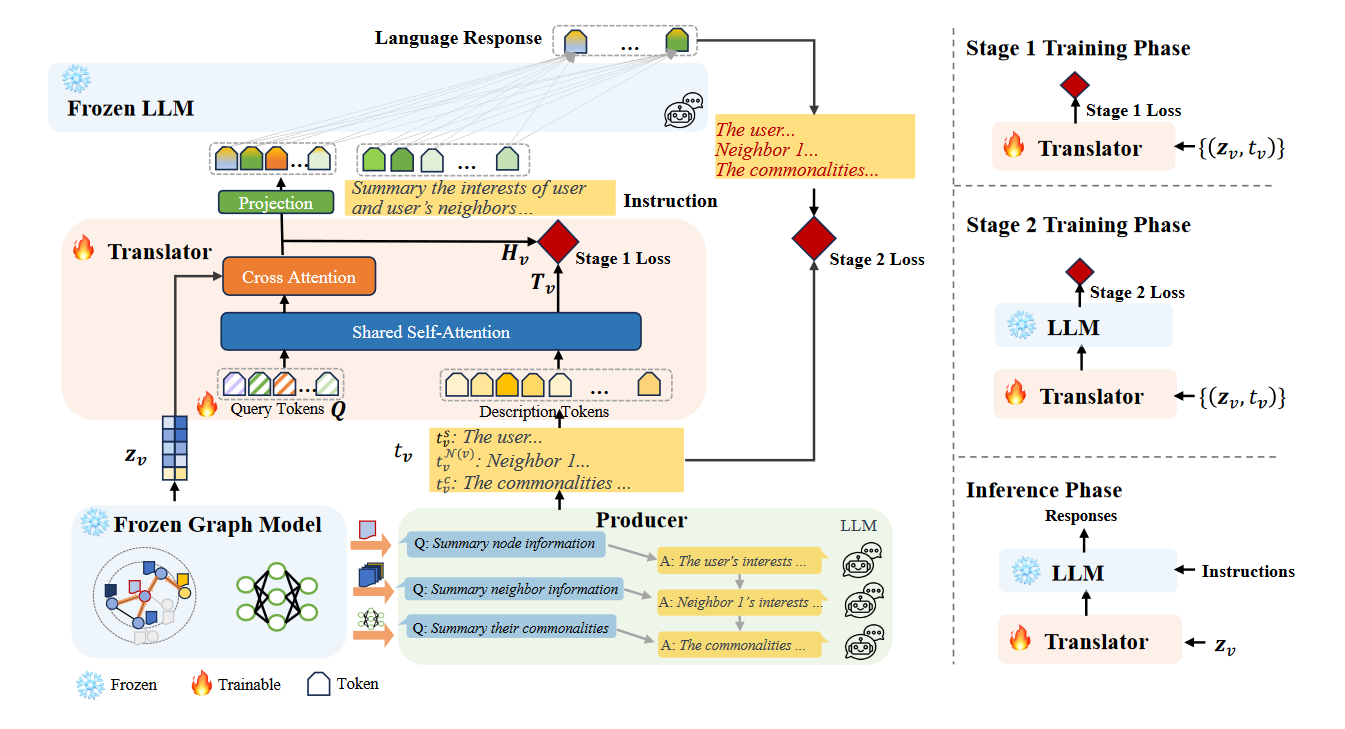 Language Response
...
Frozen LLM
...
...
The user...
Neighbor 1...
The commonalities...
Projection
Summary the interests of user
and user's neighbors ...
Instruction
Translator
H_v
Stage 1 Loss
Stage 2 Loss
Cross Attention
T_v
Shared Self-Attention
...
...
Query Tokens Q
Description Tokens
z_v
t_v
t_v^s: The user...
t_v^N(v): Neighbor 1...
t_v^c: The commonalities ...
Frozen Graph Model
Producer
LLM
Q: Summary node information
A: The user's interests ...
Q: Summary neighbor information
A: Neighbor 1's interests ...
Q: Summary their commonalities
A: The commonalities ...
Frozen
Trainable
Token
Stage 1 Training Phase
Stage 1 Loss
Translator
{(z_v, t_v)}
Stage 2 Training Phase
Stage 2 Loss
LLM
Translator
{(z_v, t_v)}
Inference Phase
Responses
LLM
Instructions
Translator
z_v